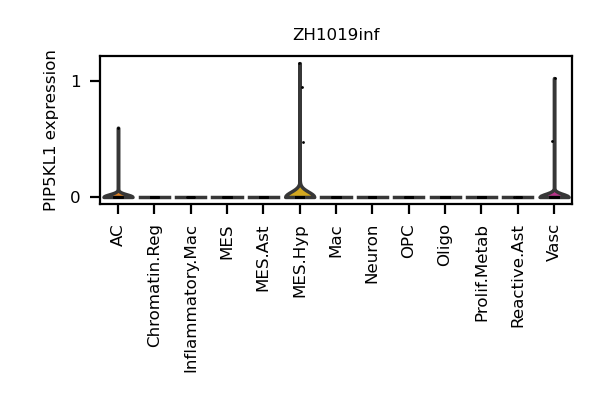 ZH1019inf
PIP5KL1 expression
1
0
AC
Chromatin.Reg
Inflammatory.Mac
MES
MES.Ast
MES.Hyp
Mac
Neuron
OPC
Oligo
Prolif.Metab
Reactive.Ast
Vasc